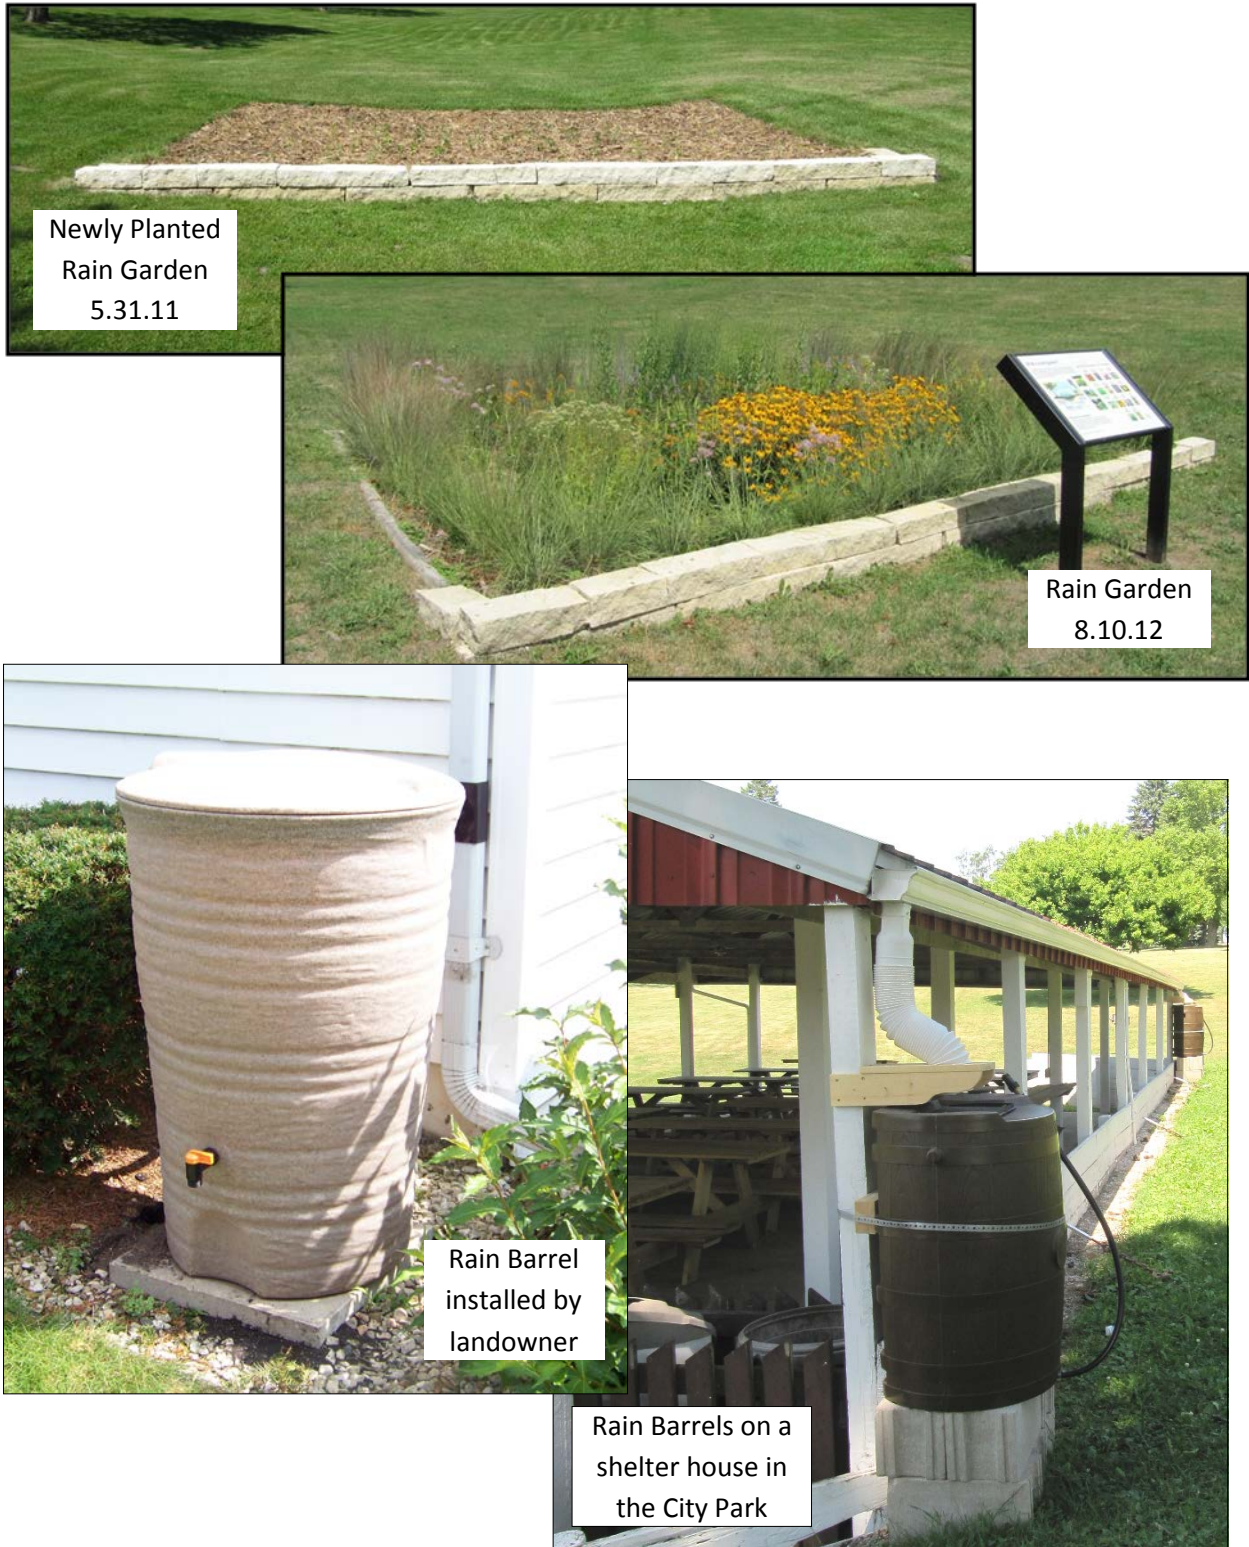 Newly Planted
Rain Garden
5.31.11
Rain Garden
8.10.12
Rain Barrel
installed by
landowner
Rain Barrels on a
shelter house in
the City Park